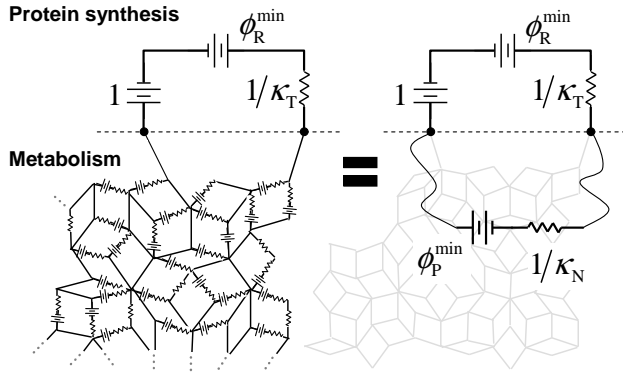 Protein synthesis
ϕ_R^min
ϕ_R^min
1
1/κ_T
1
1/κ_T
Metabolism
=
ϕ_P^min
1/κ_N